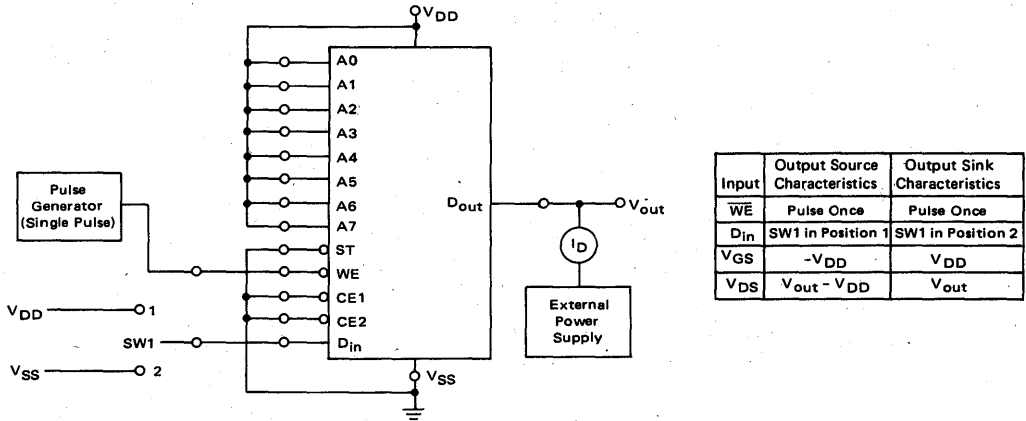 VDD
A0
A1
A2
A3
A4
A5
A6
A7
ST
WE
CE1
CE2
Din
Dout
Vout
ID
VSS
Pulse
Generator
(Single Pulse)
VDD 1
SW1
VSS 2
External
Power
Supply
Input Output Source Characteristics Output Sink Characteristics
WE Pulse Once Pulse Once
Din SW1 in Position 1 SW1 in Position 2
VGS -VDD VDD
VDS Vout - VDD Vout